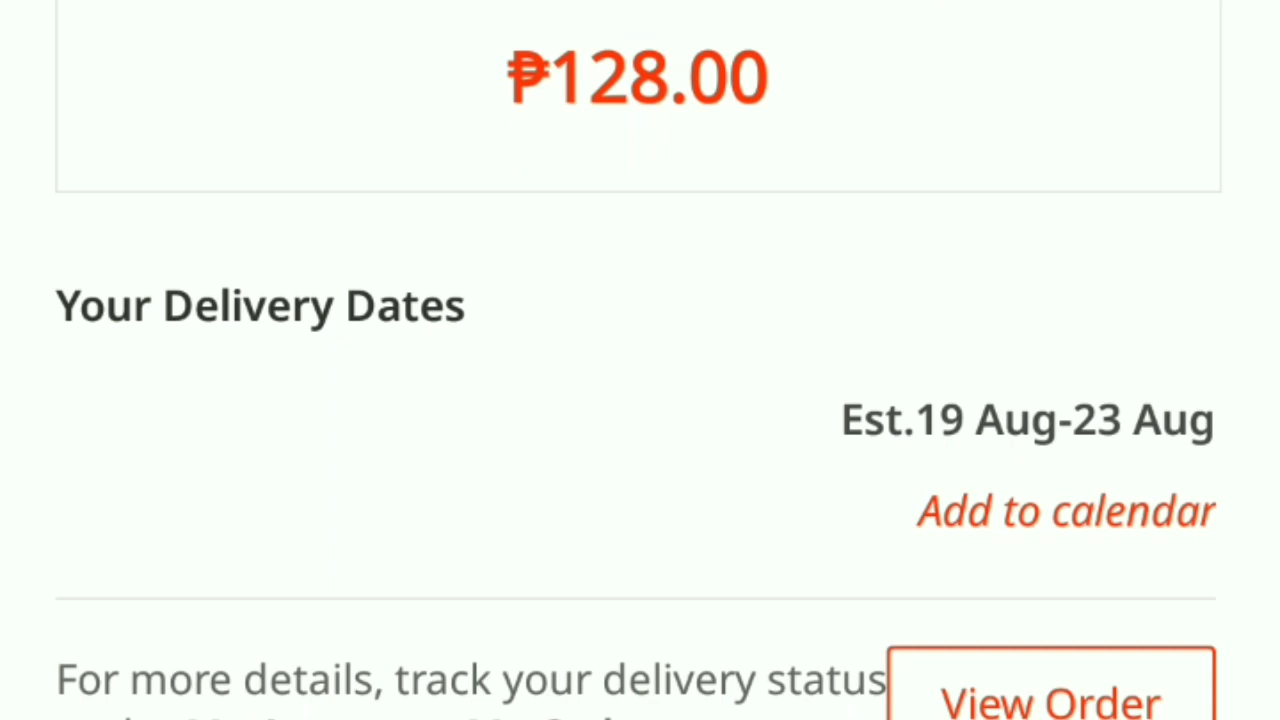 ₱128.00
Your Delivery Dates
Est.19 Aug-23 Aug
Add to calendar
For more details, track your delivery status
View Order